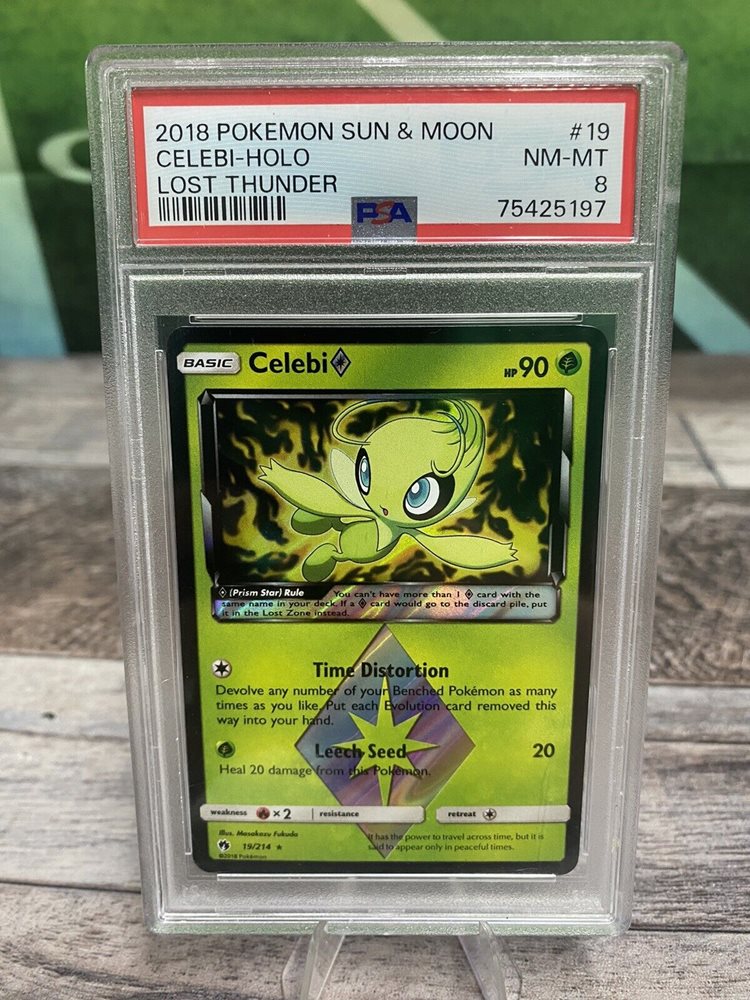 2018 POKEMON SUN & MOON #19
CELEBI-HOLO NM-MT
LOST THUNDER 8
PSA 75425197
BASIC Celebi HP 90
(Prism Star) Rule You can't have more than 1 card with the
same name in your deck. If a card would go to the discard pile, put
it in the Lost Zone instead.
Time Distortion
Devolve any number of your Benched Pokémon as many
times as you like. Put each Evolution card removed this
way into your hand.
Leech Seed 20
Heal 20 damage from this Pokémon.
weakness ×2 resistance retreat
Illus. Masakazu Fukuda
19/214
©2018 Pokémon
It has the power to travel across time, but it is
said to appear only in peaceful times.